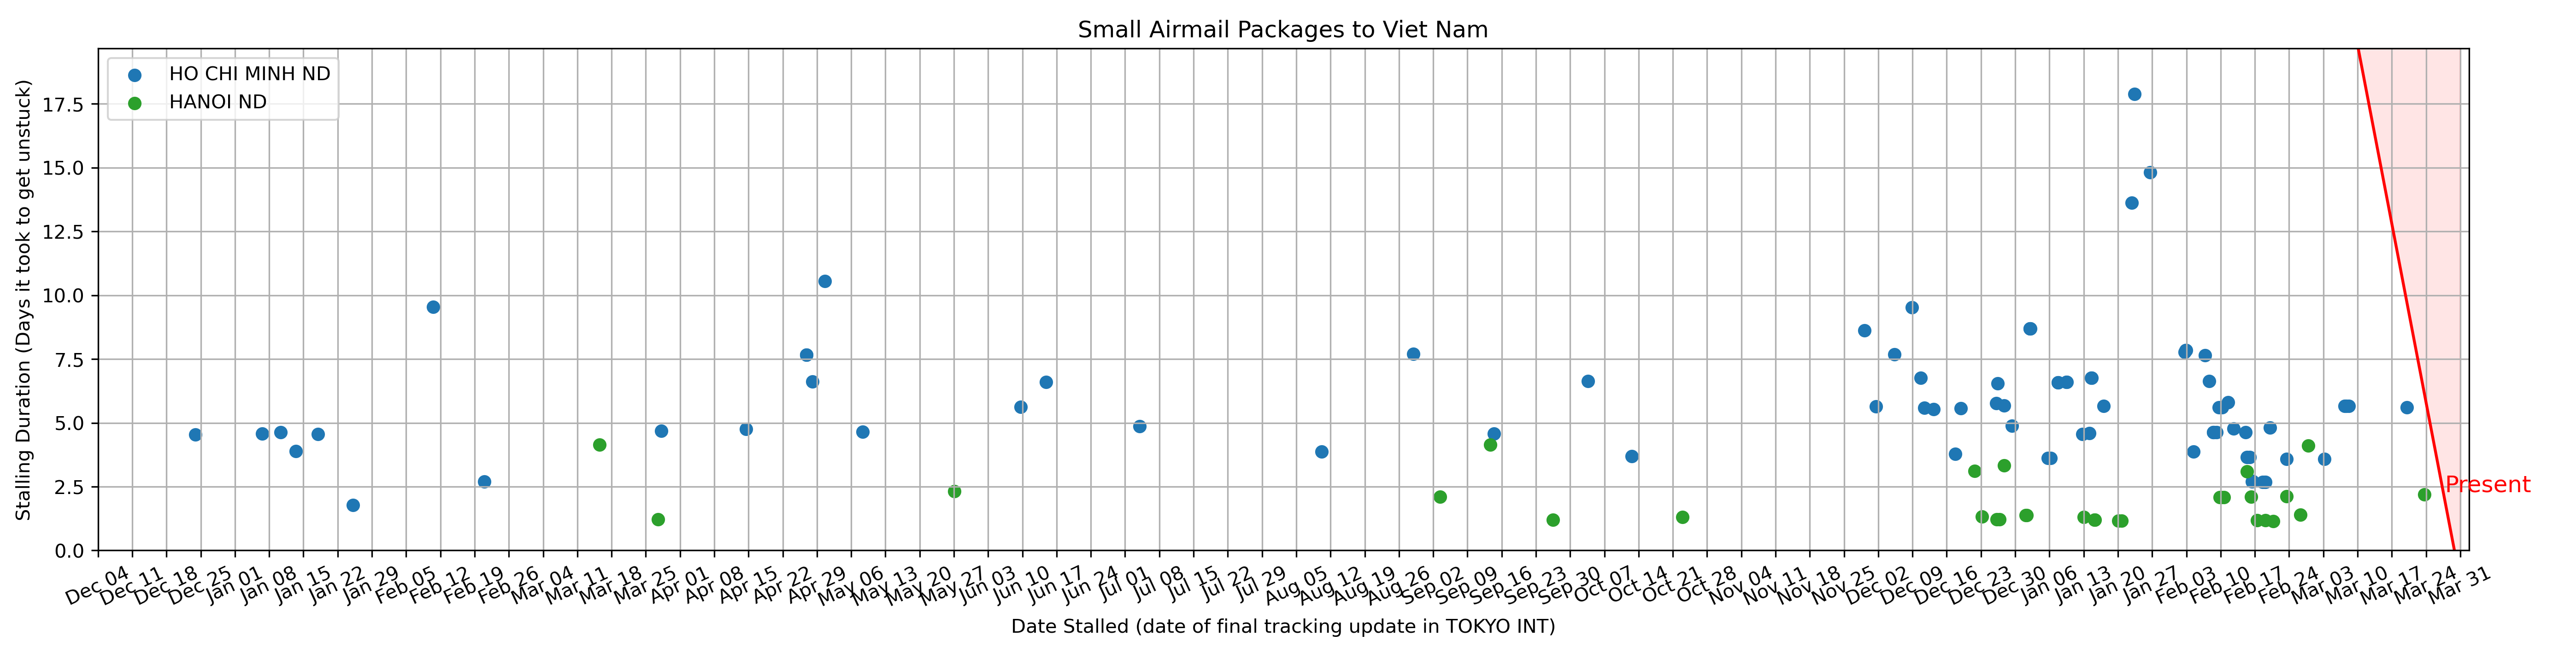 Small Airmail Packages to Viet Nam
HO CHI MINH ND
HANOI ND
Stalling Duration (Days it took to get unstuck)
17.5
15.0
12.5
10.0
7.5
5.0
2.5
0.0
Present
Dec 04
Dec 11
Dec 18
Dec 25
Jan 01
Jan 08
Jan 15
Jan 22
Jan 29
Feb 05
Feb 12
Feb 19
Feb 26
Mar 04
Mar 11
Mar 18
Mar 25
Apr 01
Apr 08
Apr 15
Apr 22
Apr 29
May 06
May 13
May 20
May 27
Jun 03
Jun 10
Jun 17
Jun 24
Jul 01
Jul 08
Jul 15
Jul 22
Jul 29
Aug 05
Aug 12
Aug 19
Aug 26
Sep 02
Sep 09
Sep 16
Sep 23
Sep 30
Oct 07
Oct 14
Oct 21
Oct 28
Nov 04
Nov 11
Nov 18
Nov 25
Dec 02
Dec 09
Dec 16
Dec 23
Dec 30
Jan 06
Jan 13
Jan 20
Jan 27
Feb 03
Feb 10
Feb 17
Feb 24
Mar 03
Mar 10
Mar 17
Mar 24
Mar 31
Date Stalled (date of final tracking update in TOKYO INT)